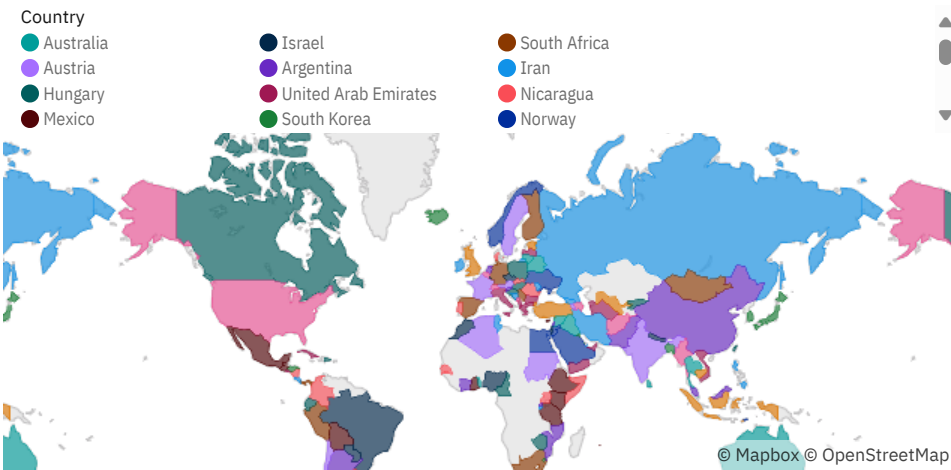 Country
Australia
Austria
Hungary
Mexico
Israel
Argentina
United Arab Emirates
South Korea
South Africa
Iran
Nicaragua
Norway
© Mapbox © OpenStreetMap